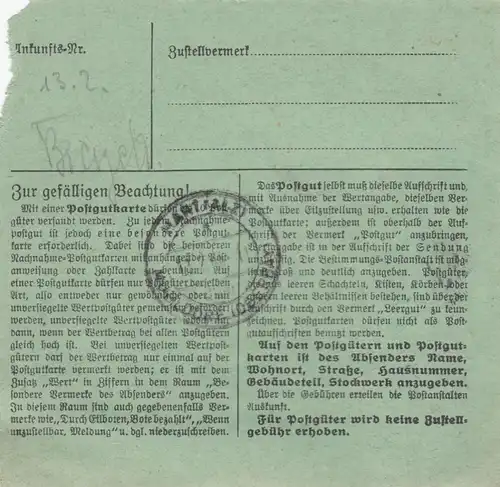 Ankunfts-Nr.
13. 2.
Zustellvermerk
Zur gefälligen Beachtung!
Mit einer Postgutkarte dürfen
güter versandt werden. Zu jedem Nachnahme-
postgut ist jedoch eine besondere Postgut-
karte erforderlich. Dabei sind die besonderen
Nachnahme-Postgutkarten mit anhängender Post-
anweisung oder Zahlkarte zu benutzen. Auf
einer Postgutkarte dürfen nur Postgüter derselben
Art, also entweder nur gewöhnliche oder nur
unversiegelte Wertpostgüter gemeinsam
werden, unversiegelte Wertpostgüter jedoch nur
dann, wenn der Wertbetrag bei allen Postgütern
gleich hoch ist. Bei unversiegelten Wertpost-
gütern darf der Wertbetrag nur einmal auf der
Postgutkarte vermerkt werden; er ist mit dem
Zusatz „Wert“ in Ziffern in dem Raum „Be-
sondere Vermerke des Absenders“ anzugeben.
In diesem Raum sind auch gegebenenfalls Ver-
merke wie „Durch Eilboten, Bote bezahlt“, „Wenn
unzustellbar, Meldung“ u. dgl. niederzuschreiben.
Das Postgut selbst muß dieselbe Aufschrift und,
mit Ausnahme der Wertangabe, dieselben Ver-
merke über Eilzustellung usw. erhalten wie die
Postgutkarte; außerdem ist oberhalb der Auf-
schrift der Vermerk „Postgut“ anzubringen,
Wertangabe ist in der Aufschrift der Sendung
unzulässig. Die Bestimmungs-Postanstalt ist mög-
lichst groß und deutlich anzugeben. Postgüter,
die aus leeren Schachteln, Kisten, Körben oder
anderen leeren Behältnissen bestehen, sind über der
Aufschrift durch den Vermerk „Leergut“ zu kenn-
zeichnen. Postgutkarten dürfen nicht als Post-
gutaufschriften benutzt werden.
Auf den Postgütern und Postgut-
karten ist des Absenders Name,
Wohnort, Straße, Hausnummer,
Gebäudeteil, Stockwerk anzugeben.
Über die Gebühren erteilen die Postanstalten
Auskunft.
Für Postgüter wird keine Zustell-
gebühr erhoben.